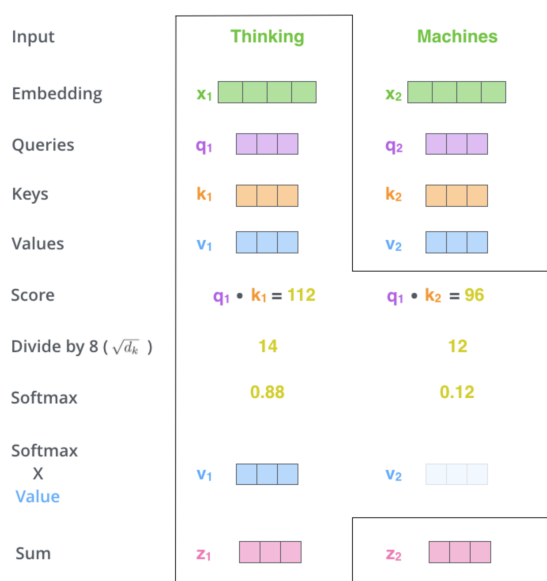 Input Thinking Machines
Embedding x₁ x₂
Queries q₁ q₂
Keys k₁ k₂
Values v₁ v₂
Score q₁ • k₁ = 112 q₁ • k₂ = 96
Divide by 8 ( √dₖ ) 14 12
Softmax 0.88 0.12
Softmax
X
Value
v₁ v₂
Sum z₁ z₂